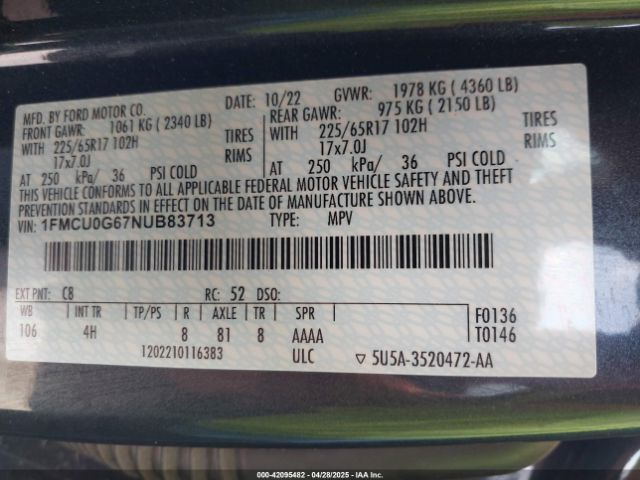 MFD. BY FORD MOTOR CO. DATE: 10/22 GVWR: 1978 KG ( 4360 LB)
FRONT GAWR: 1061 KG ( 2340 LB) REAR GAWR: 975 KG ( 2150 LB)
WITH 225/65R17 102H TIRES WITH 225/65R17 102H TIRES
17x7.0J RIMS 17x7.0J RIMS
AT 250 kPa/ 36 PSI COLD AT 250 kPa/ 36 PSI COLD
THIS VEHICLE CONFORMS TO ALL APPLICABLE FEDERAL MOTOR VEHICLE SAFETY AND THEFT
PREVENTION STANDARDS IN EFFECT ON THE DATE OF MANUFACTURE SHOWN ABOVE.
VIN: 1FMCU0G67NUB83713 TYPE: MPV
EXT PNT: C8 RC: 52 DSO:
WB INT TR TP/PS R AXLE TR SPR F0136
106 4H 8 81 8 AAAA T0146
1202210116383 ULC ▽ 5U5A-3520472-AA
000-42095482 - 04/28/2025 - IAA Inc.